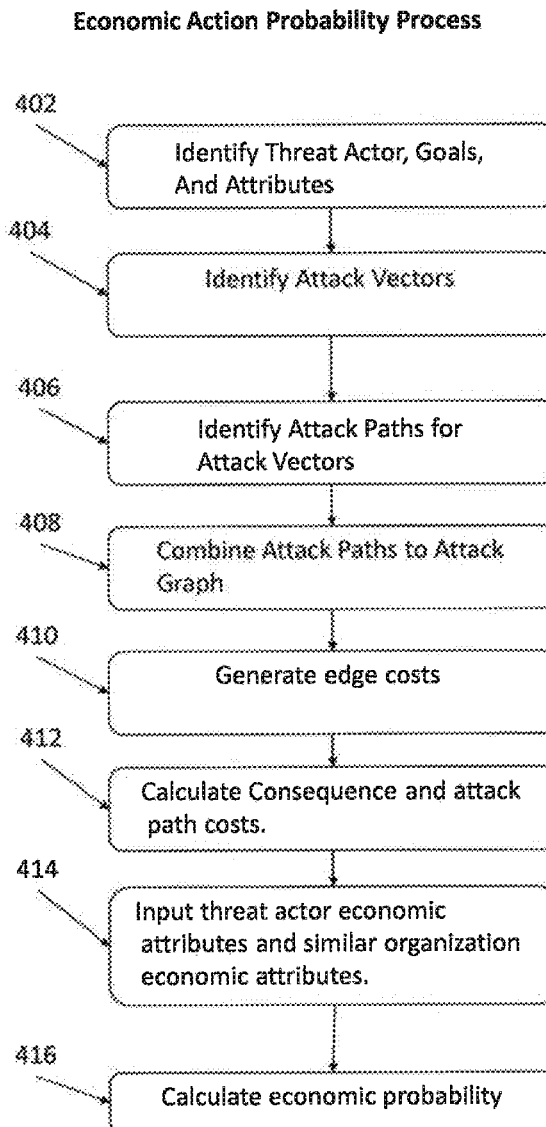 Economic Action Probability Process
402
Identify Threat Actor, Goals,
And Attributes
404
Identify Attack Vectors
406
Identify Attack Paths for
Attack Vectors
408
Combine Attack Paths to Attack
Graph
410
Generate edge costs
412
Calculate Consequence and attack
path costs.
414
Input threat actor economic
attributes and similar organization
economic attributes.
416
Calculate economic probability